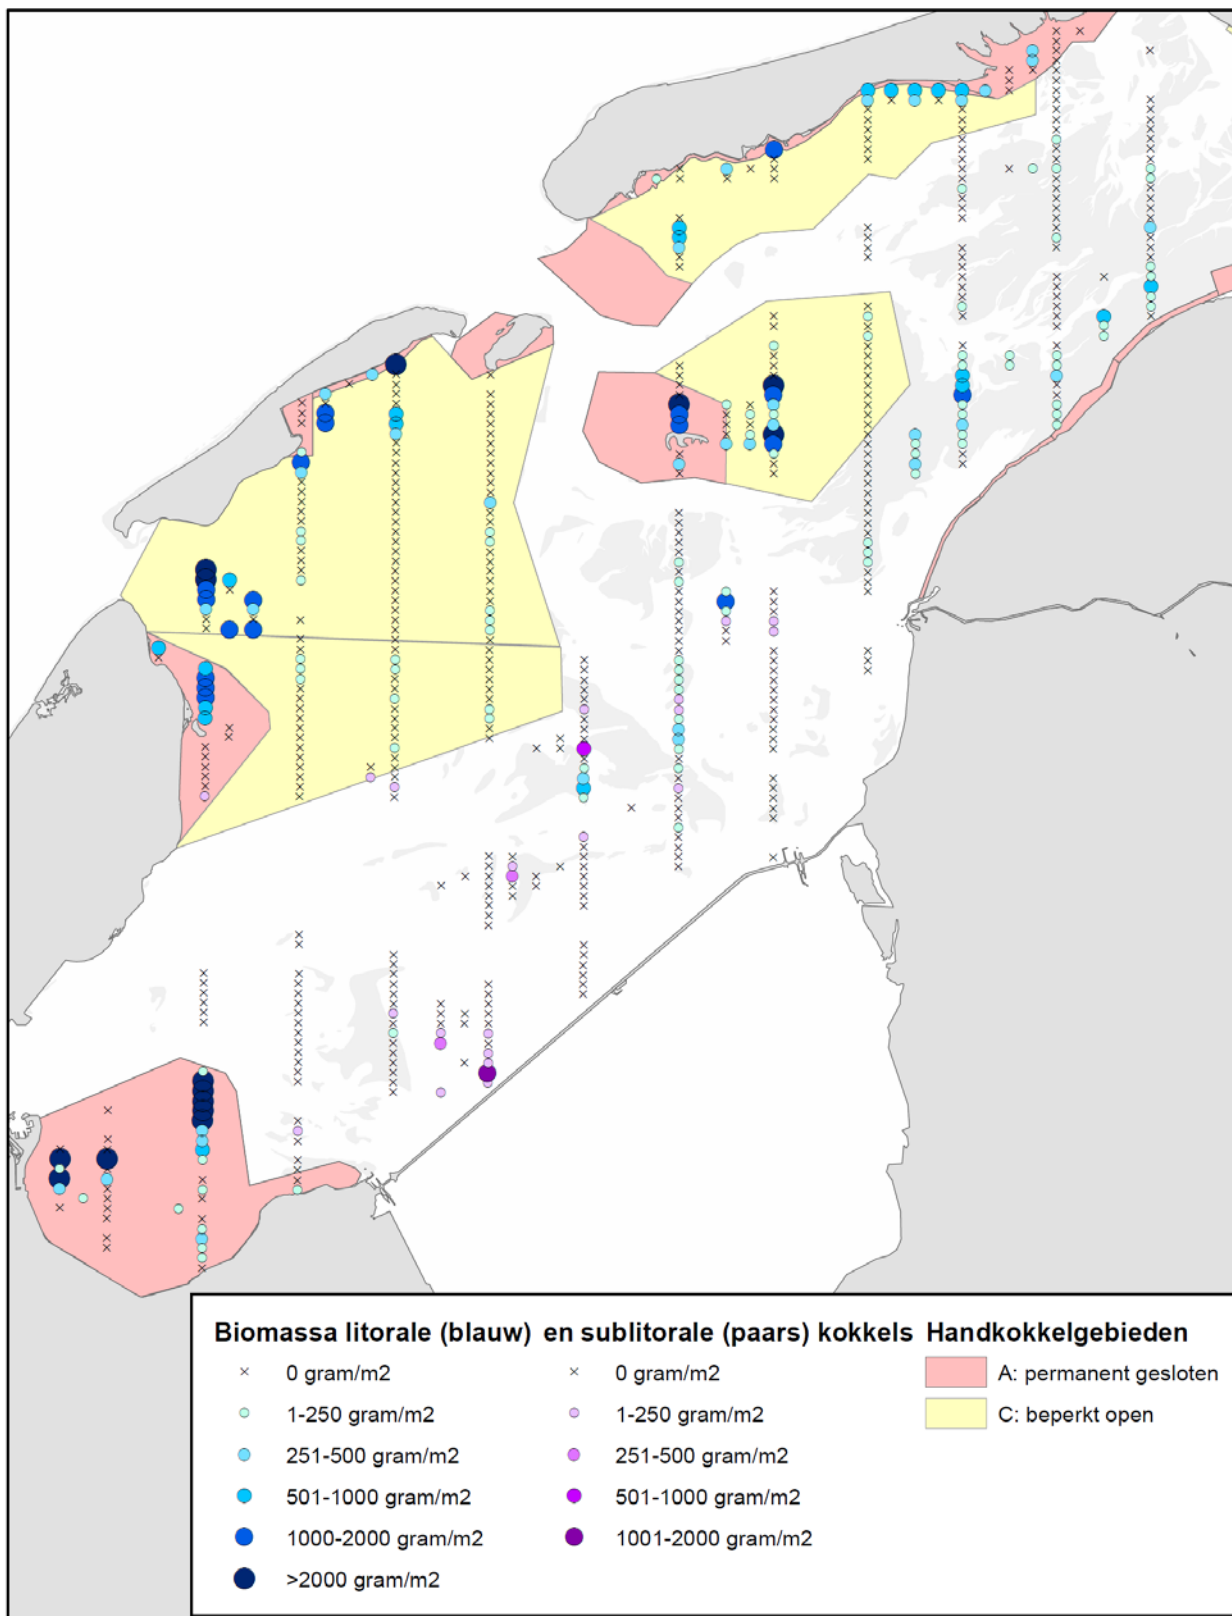 Biomassa litorale (blauw) en sublitorale (paars) kokkels Handkokkelgebieden
0 gram/m2 0 gram/m2 A: permanent gesloten
1-250 gram/m2 1-250 gram/m2 C: beperkt open
251-500 gram/m2 251-500 gram/m2
501-1000 gram/m2 501-1000 gram/m2
1000-2000 gram/m2 1001-2000 gram/m2
>2000 gram/m2